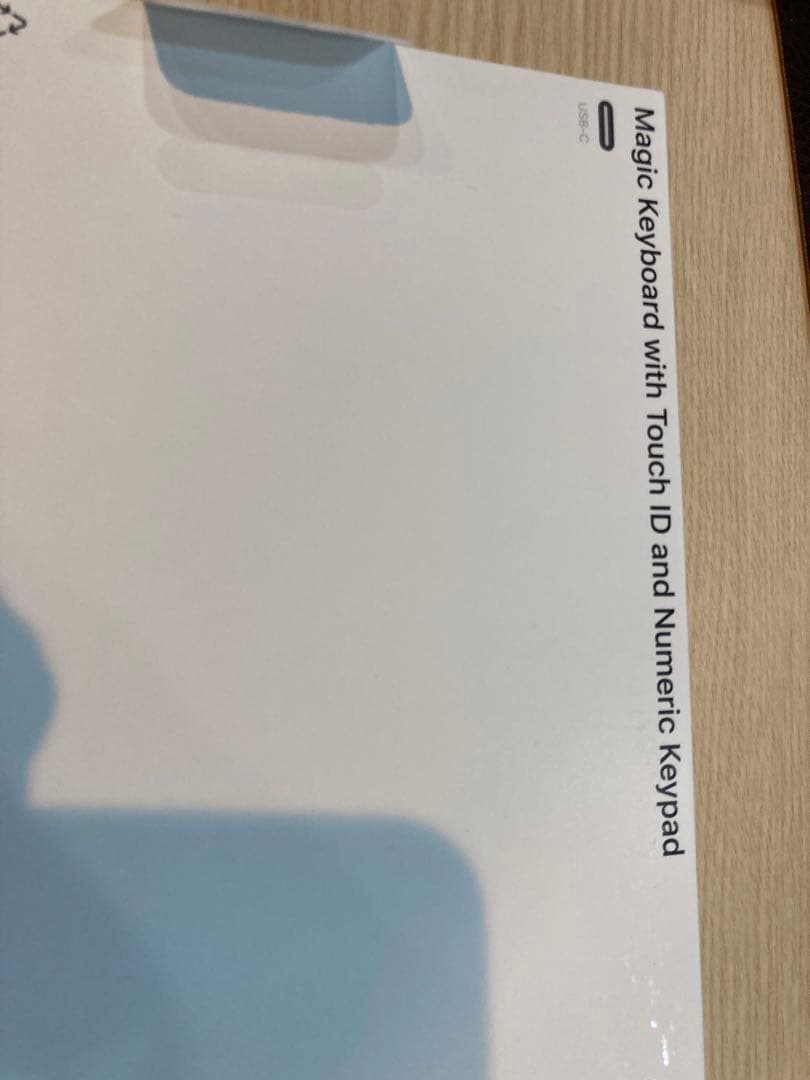 Magic Keyboard with Touch ID and Numeric Keypad
USB-C